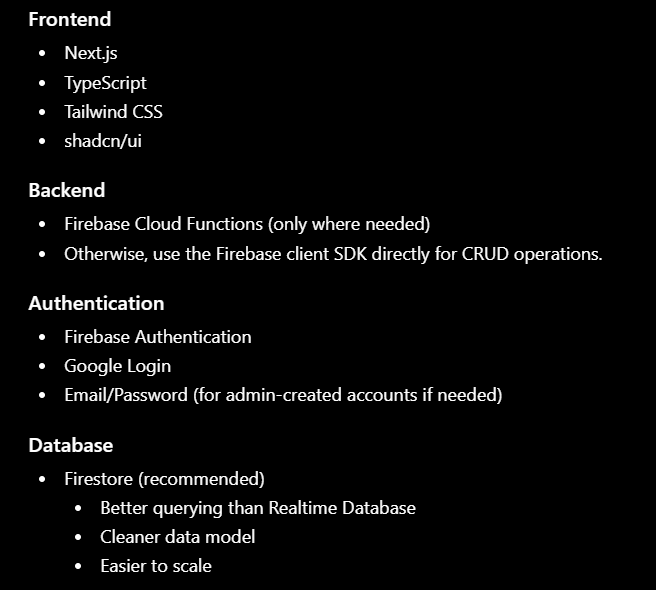 Frontend
• Next.js
• TypeScript
• Tailwind CSS
• shadcn/ui
Backend
• Firebase Cloud Functions (only where needed)
• Otherwise, use the Firebase client SDK directly for CRUD operations.
Authentication
• Firebase Authentication
• Google Login
• Email/Password (for admin-created accounts if needed)
Database
• Firestore (recommended)
• Better querying than Realtime Database
• Cleaner data model
• Easier to scale